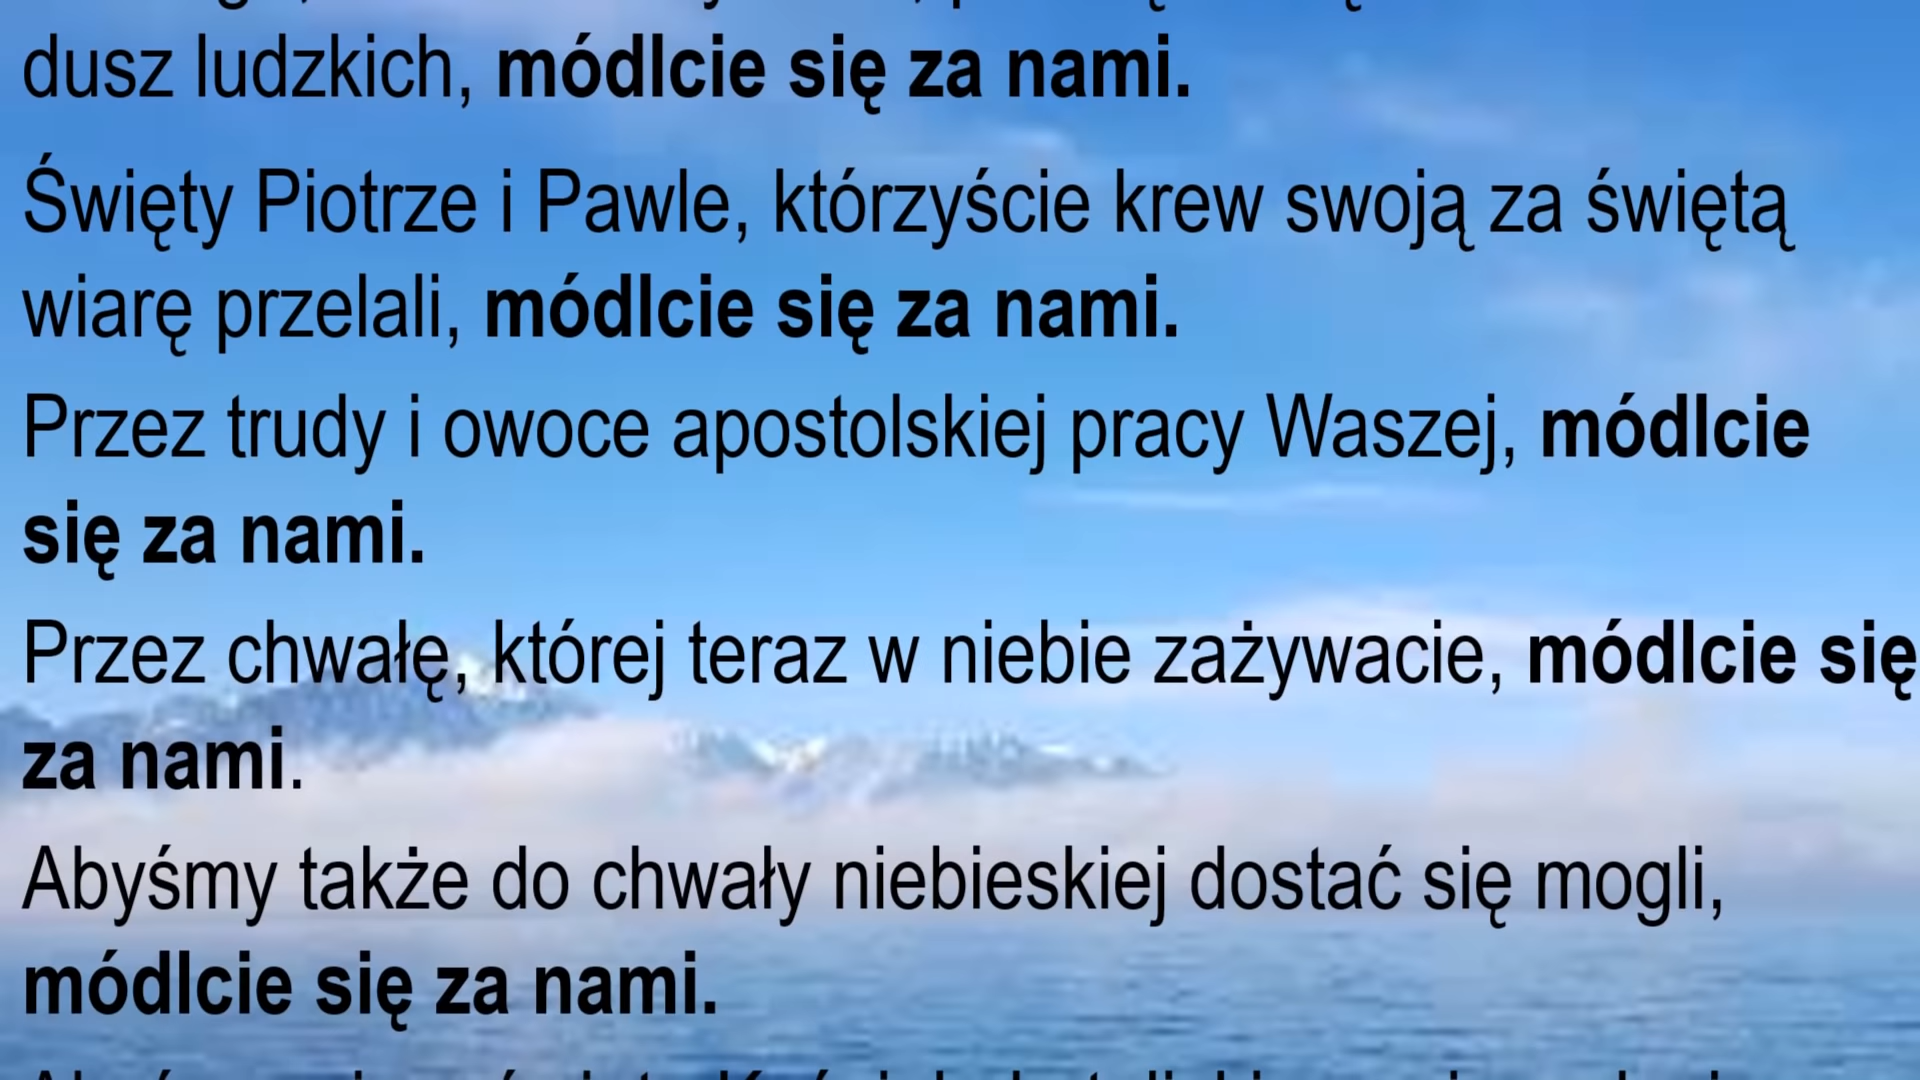 dusz ludzkich, módlcie się za nami.
Święty Piotrze i Pawle, którzyście krew swoją za świętą
wiarę przelali, módlcie się za nami.
Przez trudy i owoce apostolskiej pracy Waszej, módlcie
się za nami.
Przez chwałę, której teraz w niebie zażywacie, módlcie się
za nami.
Abyśmy także do chwały niebieskiej dostać się mogli,
módlcie się za nami.